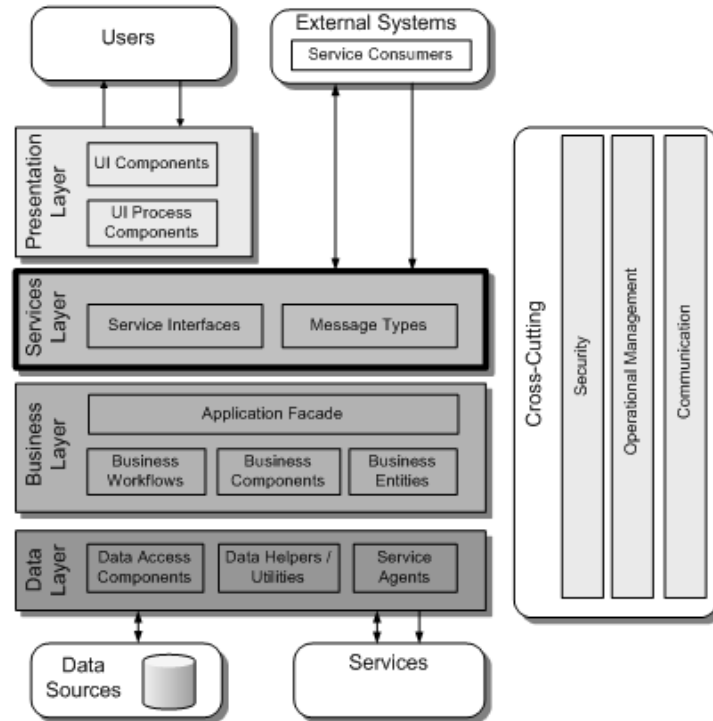 Users
External Systems
Service Consumers
Presentation
Layer
UI Components
UI Process
Components
Services
Layer
Service Interfaces
Message Types
Business
Layer
Application Facade
Business
Workflows
Business
Components
Business
Entities
Data
Layer
Data Access
Components
Data Helpers /
Utilities
Service
Agents
Data
Sources
Services
Cross-Cutting
Security
Operational Management
Communication